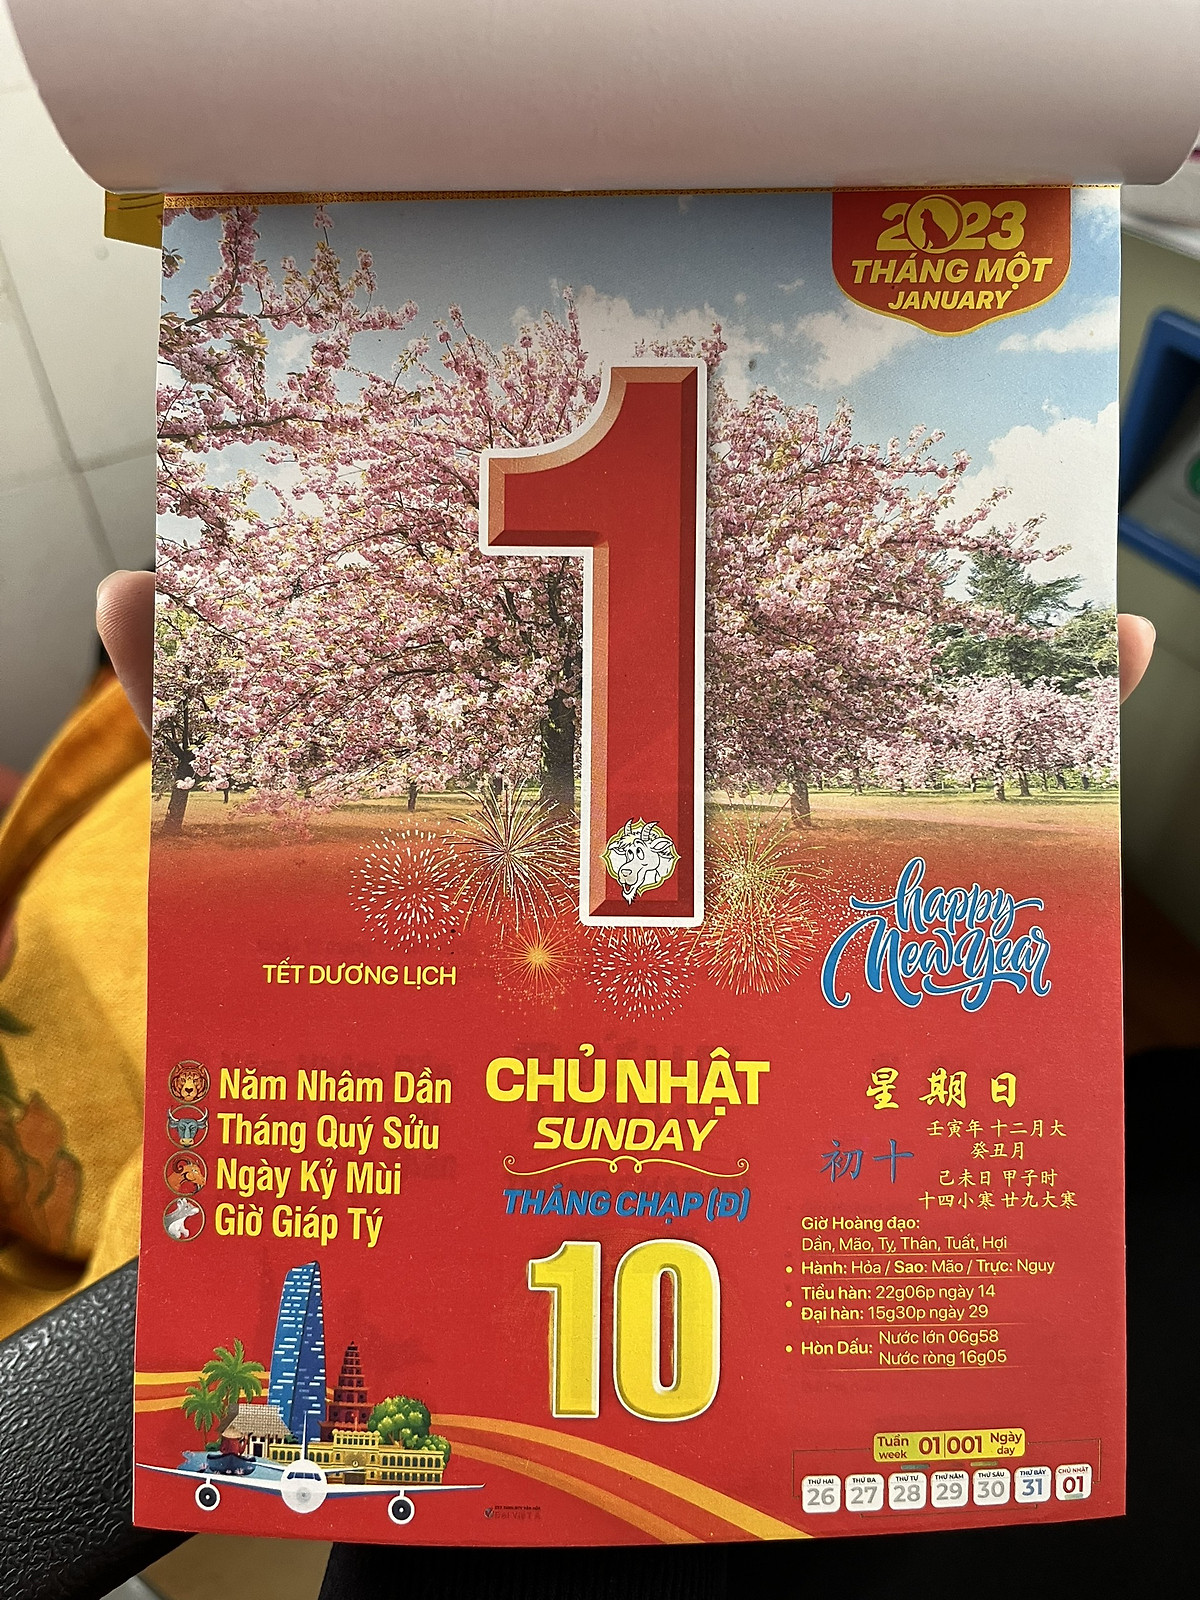 2023
THÁNG MỘT
JANUARY
1
happy
New Year
TẾT DƯƠNG LỊCH
Năm Nhâm Dần
Tháng Quý Sửu
Ngày Kỷ Mùi
Giờ Giáp Tý
CHỦ NHẬT
SUNDAY
THÁNG CHẠP (Đ)
10
星期日
初十
壬寅年 十二月大
癸丑月
己未日 甲子时
十四小寒 廿九大寒
Giờ Hoàng đạo:
Dần, Mão, Tỵ, Thân, Tuất, Hợi
• Hành: Hỏa / Sao: Mão / Trực: Nguy
• Tiểu hàn: 22g06p ngày 14
Đại hàn: 15g30p ngày 29
• Hòn Dấu: Nước lớn 06g58
Nước ròng 16g05
Tuần week 01 001 Ngày day
THỨ HAI THỨ BA THỨ TƯ THỨ NĂM THỨ SÁU THỨ BẢY CHỦ NHẬT
26 27 28 29 30 31 01